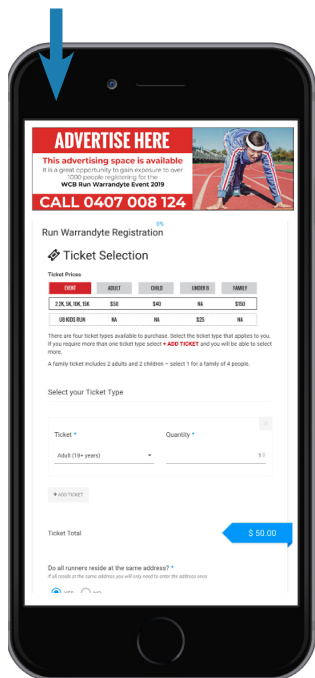 ADVERTISE HERE
This advertising space is available
It is a great opportunity to gain exposure to over
1000 people registering for the
WCB Run Warrandyte Event 2019
CALL 0407 008 124
0%
Run Warrandyte Registration
Ticket Selection
Ticket Prices
EVENT ADULT CHILD UNDER 8 FAMILY
2.2K, 5K, 10K, 15K $50 $40 NA $150
U8 KIDS RUN NA NA $25 NA
There are four ticket types available to purchase. Select the ticket type that applies to you.
If you require more than one ticket type select + ADD TICKET and you will be able to select
more.
A family ticket includes 2 adults and 2 children – select 1 for a family of 4 people.
Select your Ticket Type
Ticket * Quantity *
Adult (18+ years) 1
+ ADD TICKET
Ticket Total $ 50.00
Do all runners reside at the same address? *
If all reside at the same address you will only need to enter the address once
YES NO